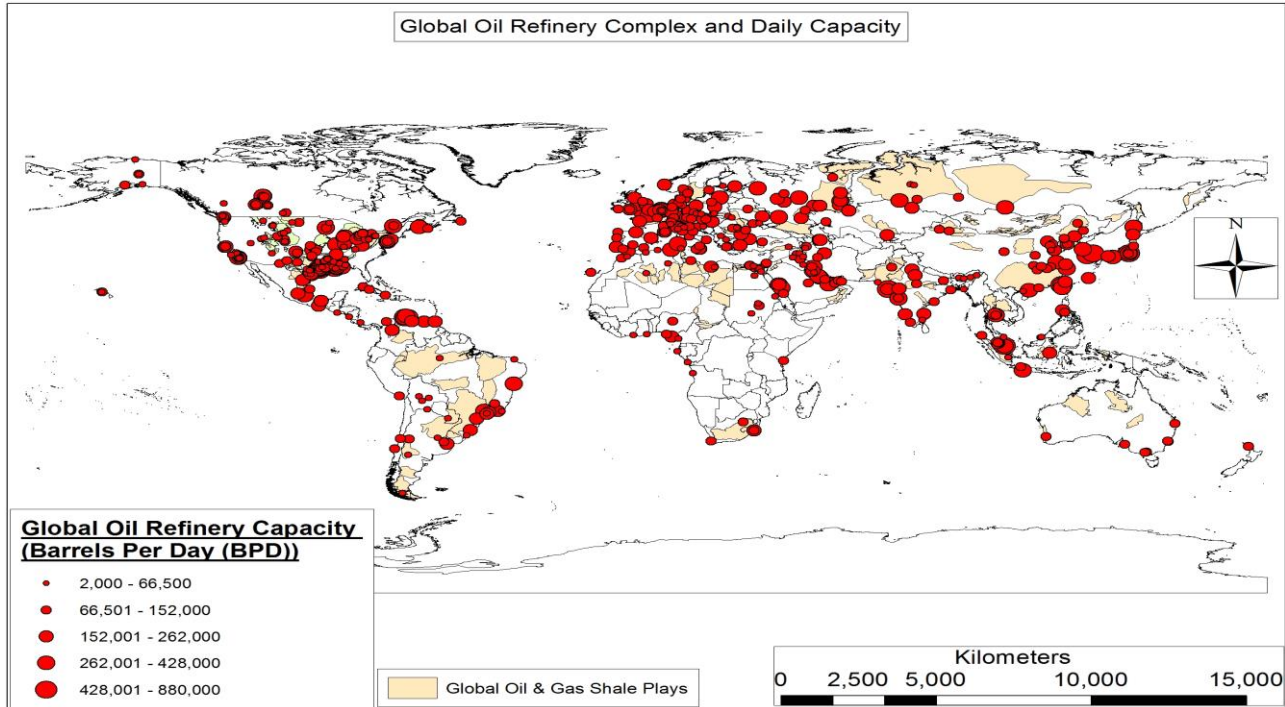 Global Oil Refinery Complex and Daily Capacity
N
Global Oil Refinery Capacity
(Barrels Per Day (BPD))
2,000 - 66,500
66,501 - 152,000
152,001 - 262,000
262,001 - 428,000
428,001 - 880,000
Global Oil & Gas Shale Plays
Kilometers
0 2,500 5,000 10,000 15,000